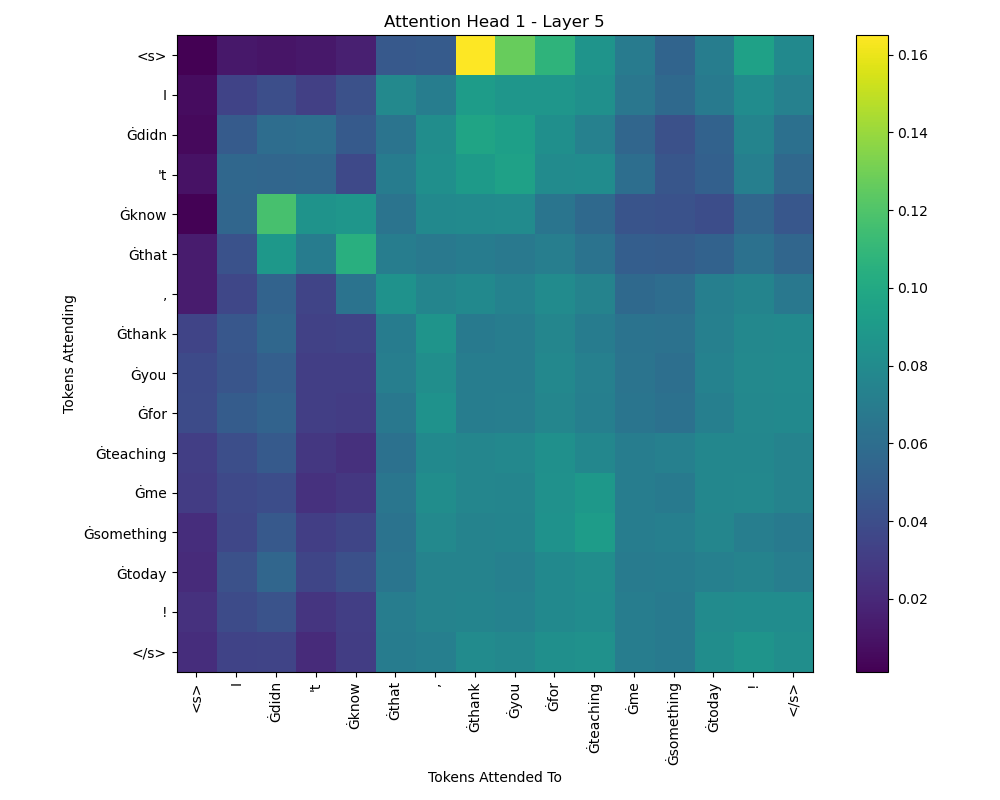 Attention Head 1 - Layer 5
<s>
I
Ġdidn
't
Ġknow
Ġthat
,
Ġthank
Ġyou
Ġfor
Ġteaching
Ġme
Ġsomething
Ġtoday
!
</s>
Tokens Attending
<s>
I
Ġdidn
't
Ġknow
Ġthat
,
Ġthank
Ġyou
Ġfor
Ġteaching
Ġme
Ġsomething
Ġtoday
!
</s>
Tokens Attended To
0.16
0.14
0.12
0.10
0.08
0.06
0.04
0.02